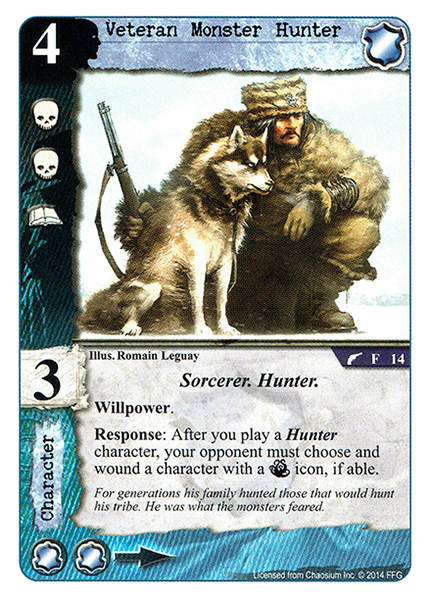 4
Veteran Monster Hunter
Illus. Romain Leguay
F 14
3
Sorcerer. Hunter.
Willpower.
Response: After you play a Hunter
character, your opponent must choose and
wound a character with a icon, if able.
For generations his family hunted those that would hunt
his tribe. He was what the monsters feared.
Character
Licensed from Chaosium Inc. © 2014 FFG